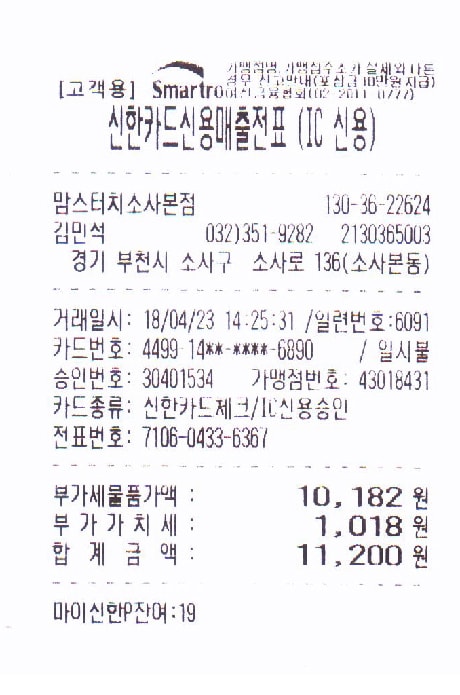 가맹점명, 가맹점주소가 실제와 다른
[고객용] Smartro 경우 신고안내(포상금 10만원 지급)
여신금융협회(02-2011-0777)
신한카드신용매출전표 (IC 신용)
맘스터치소사본점 130-36-22624
김민석 032)351-9282 2130365003
경기 부천시 소사구 소사로 136(소사본동)
거래일시: 18/04/23 14:25:31 /일련번호:6091
카드번호: 4499-14**-****-6890 / 일시불
승인번호: 30401534 가맹점번호: 43018431
카드종류: 신한카드체크/IC신용승인
전표번호: 7106-0433-6367
부가세물품가액 : 10,182 원
부 가 가 치 세 : 1,018 원
합 계 금 액 : 11,200 원
마이신한P잔여:19